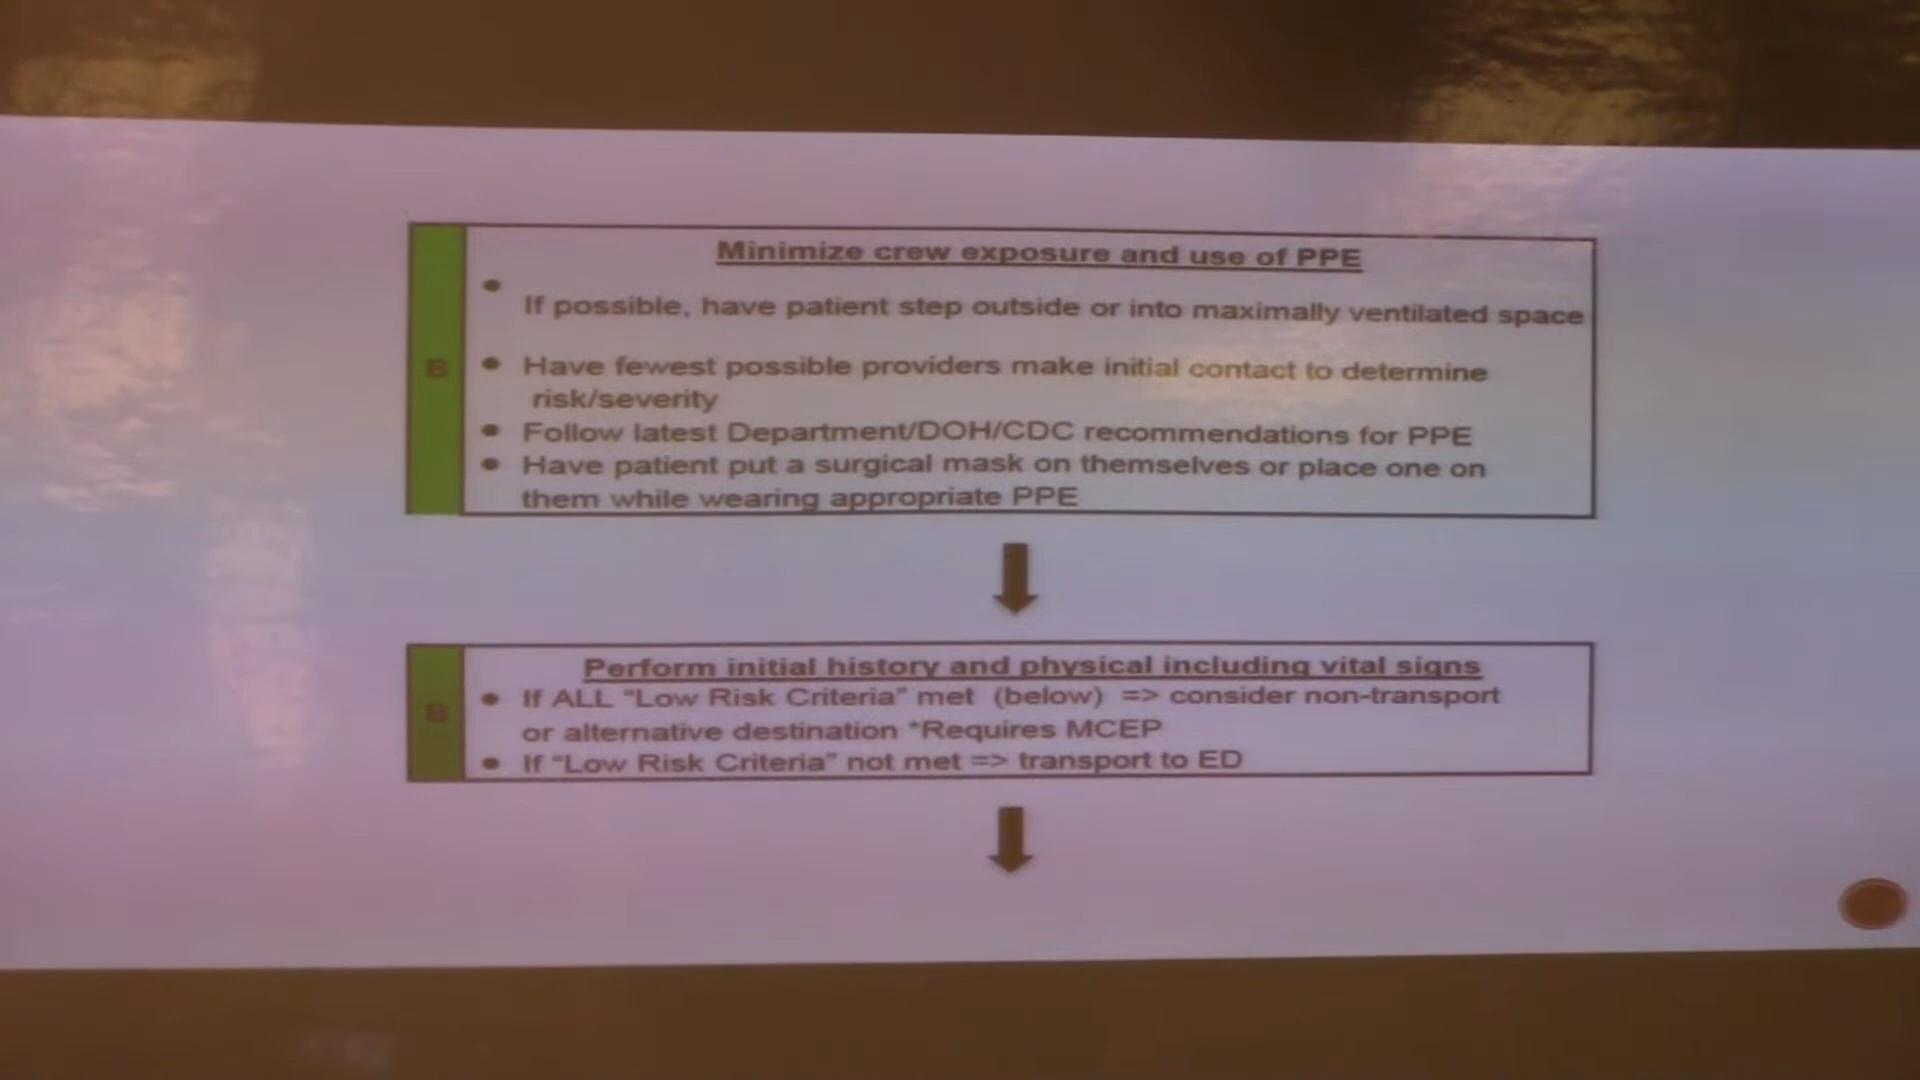 Minimize crew exposure and use of PPE
• If possible, have patient step outside or into maximally ventilated space
B
• Have fewest possible providers make initial contact to determine
risk/severity
• Follow latest Department/DOH/CDC recommendations for PPE
• Have patient put a surgical mask on themselves or place one on
them while wearing appropriate PPE
Perform initial history and physical including vital signs
• If ALL “Low Risk Criteria” met (below) => consider non-transport
B
or alternative destination *Requires MCEP
• If “Low Risk Criteria” not met => transport to ED